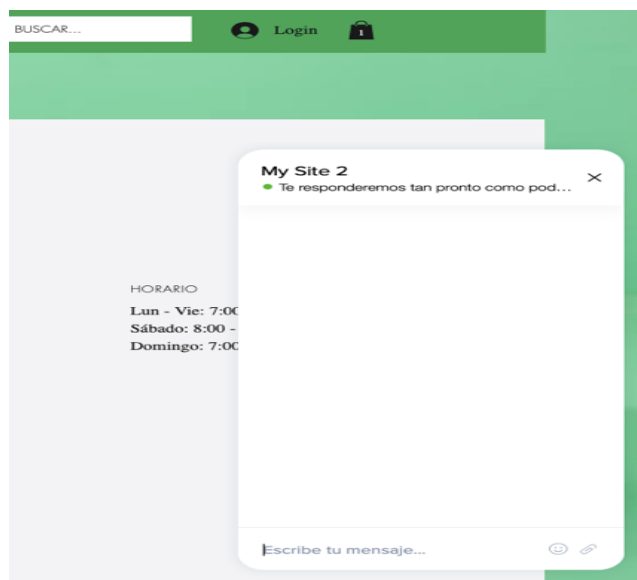 BUSCAR...
Login
1
My Site 2
Te responderemos tan pronto como pod...
HORARIO
Lun - Vie: 7:00
Sábado: 8:00 -
Domingo: 7:00
Escribe tu mensaje...